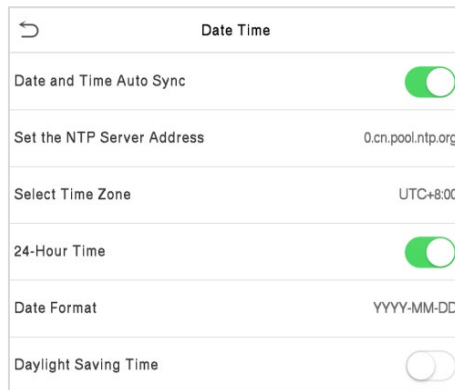 Date Time
Date and Time Auto Sync
Set the NTP Server Address 0.cn.pool.ntp.org
Select Time Zone UTC+8:00
24-Hour Time
Date Format YYYY-MM-DD
Daylight Saving Time